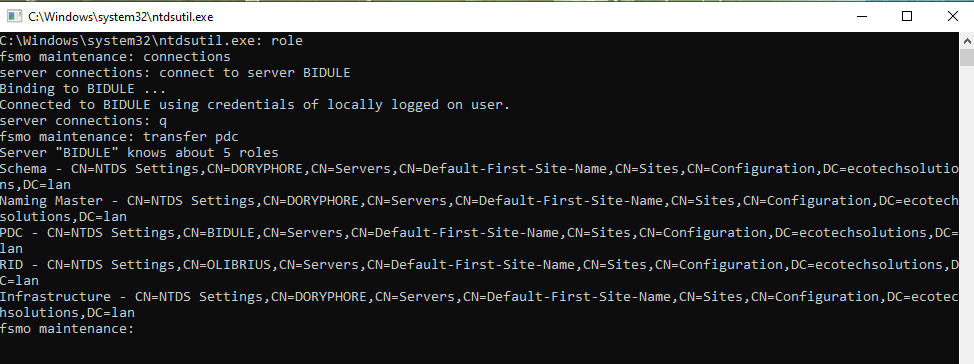 C:\Windows\system32\ntdsutil.exe
C:\Windows\system32\ntdsutil.exe: role
fsmo maintenance: connections
server connections: connect to server BIDULE
Binding to BIDULE ...
Connected to BIDULE using credentials of locally logged on user.
server connections: q
fsmo maintenance: transfer pdc
Server "BIDULE" knows about 5 roles
Schema - CN=NTDS Settings,CN=DORYPHORE,CN=Servers,CN=Default-First-Site-Name,CN=Sites,CN=Configuration,DC=ecotechsolutio
ns,DC=lan
Naming Master - CN=NTDS Settings,CN=DORYPHORE,CN=Servers,CN=Default-First-Site-Name,CN=Sites,CN=Configuration,DC=ecotech
solutions,DC=lan
PDC - CN=NTDS Settings,CN=BIDULE,CN=Servers,CN=Default-First-Site-Name,CN=Sites,CN=Configuration,DC=ecotechsolutions,DC=
lan
RID - CN=NTDS Settings,CN=OLIBRIUS,CN=Servers,CN=Default-First-Site-Name,CN=Sites,CN=Configuration,DC=ecotechsolutions,D
C=lan
Infrastructure - CN=NTDS Settings,CN=DORYPHORE,CN=Servers,CN=Default-First-Site-Name,CN=Sites,CN=Configuration,DC=ecotec
hsolutions,DC=lan
fsmo maintenance: